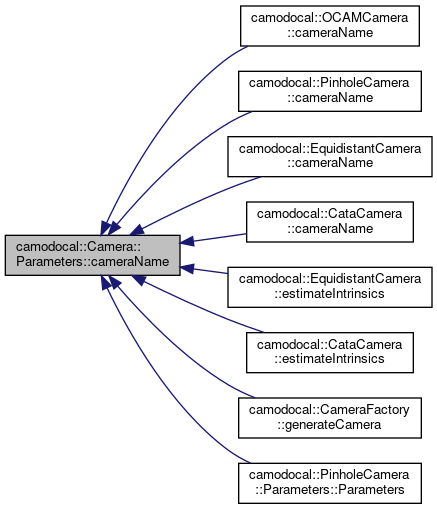 camodocal::OCAMCamera
::cameraName
camodocal::PinholeCamera
::cameraName
camodocal::EquidistantCamera
::cameraName
camodocal::CataCamera
::cameraName
camodocal::Camera::
Parameters::cameraName
camodocal::EquidistantCamera
::estimateIntrinsics
camodocal::CataCamera
::estimateIntrinsics
camodocal::CameraFactory
::generateCamera
camodocal::PinholeCamera
::Parameters::Parameters